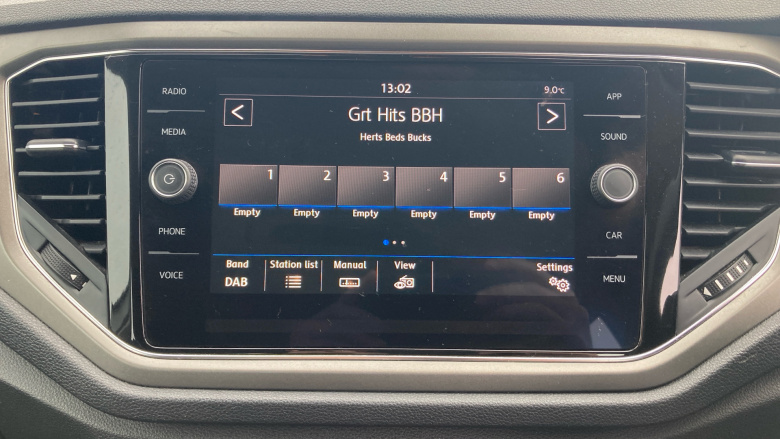 RADIO
MEDIA
PHONE
VOICE
13:02
9.0°C
<
Grt Hits BBH
>
Herts Beds Bucks
1 2 3 4 5 6
Empty Empty Empty Empty Empty Empty
Band Station list Manual View Settings
DAB
APP
SOUND
CAR
MENU